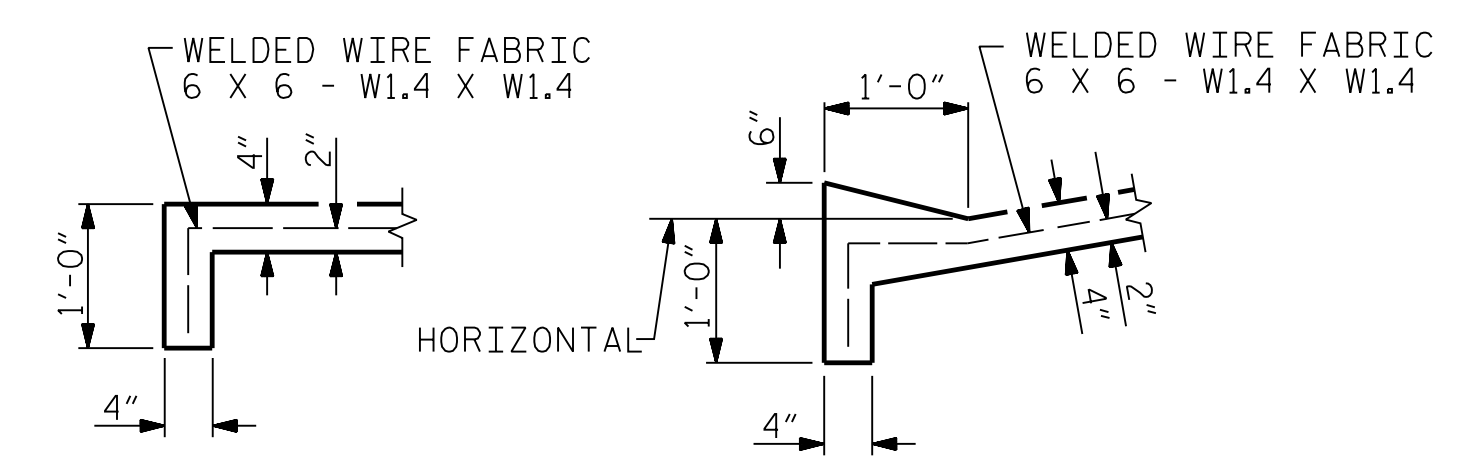 WELDED WIRE FABRIC
6 X 6 - W1.4 X W1.4
4"
2"
1'-0"
4"
WELDED WIRE FABRIC
6 X 6 - W1.4 X W1.4
1'-0"
6"
1'-0"
HORIZONTAL
4"
2"
4"